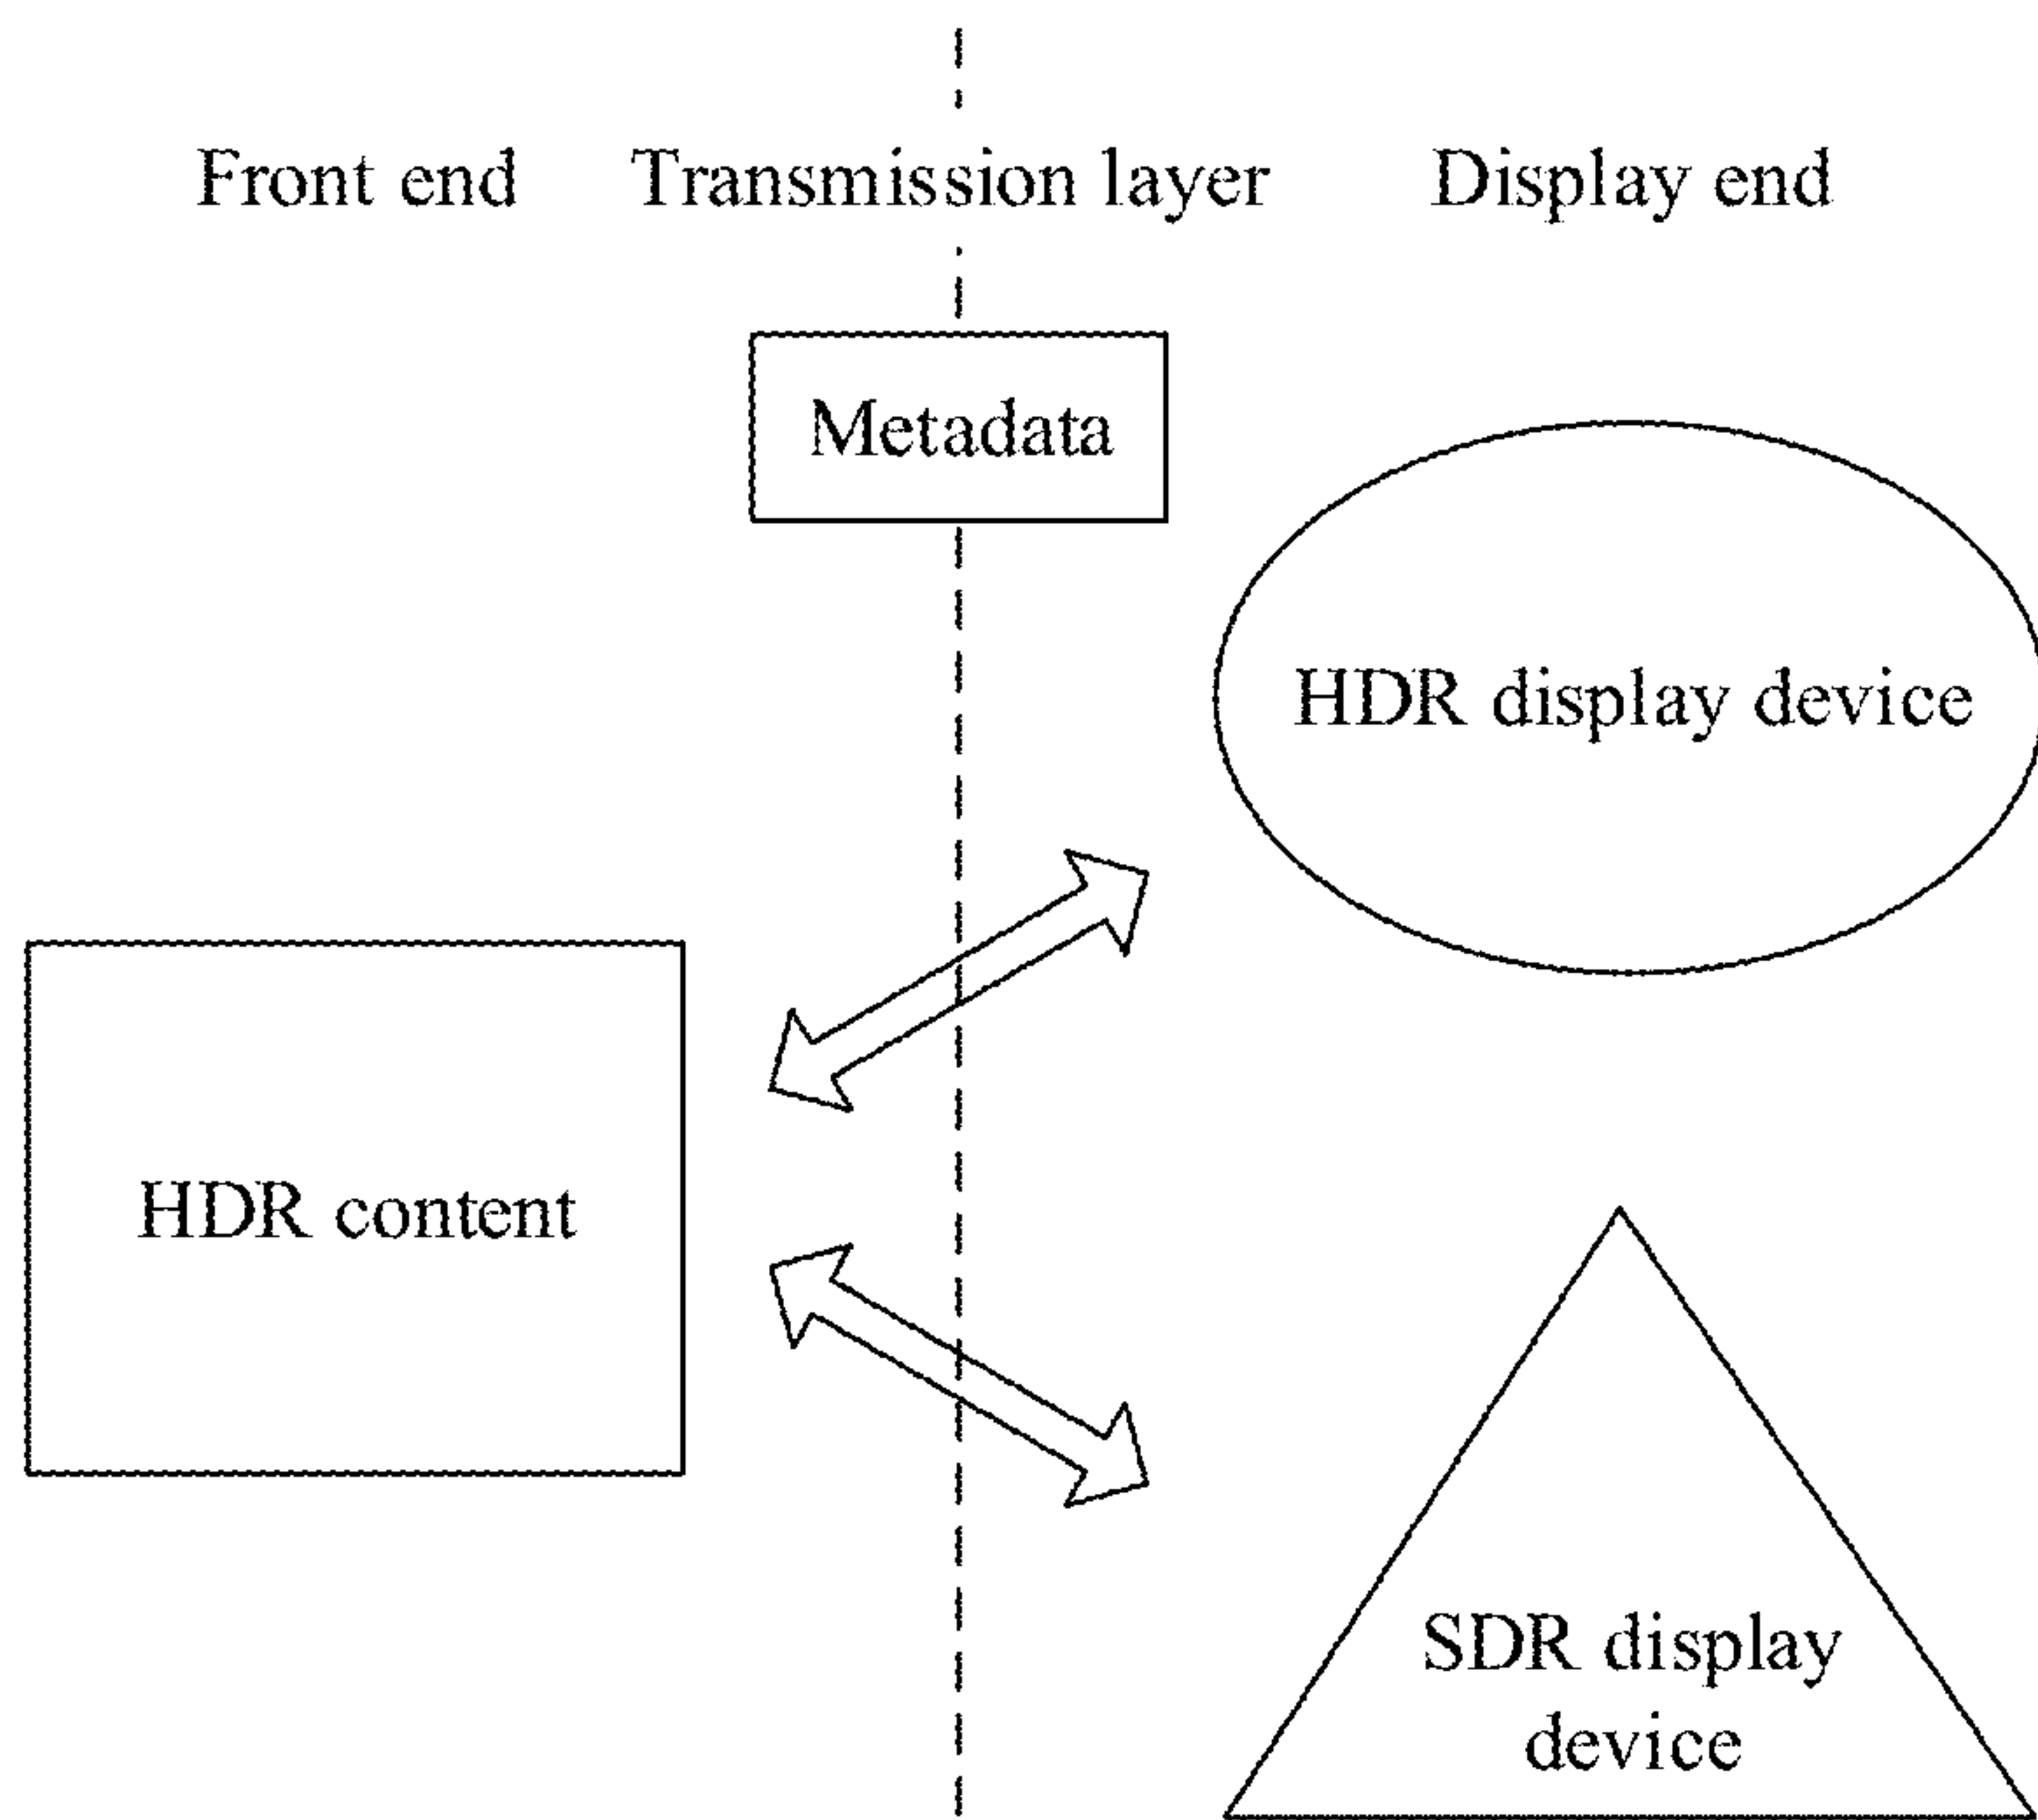 Front end
Transmission layer
Display end
Metadata
HDR display device
HDR content
SDR display
device